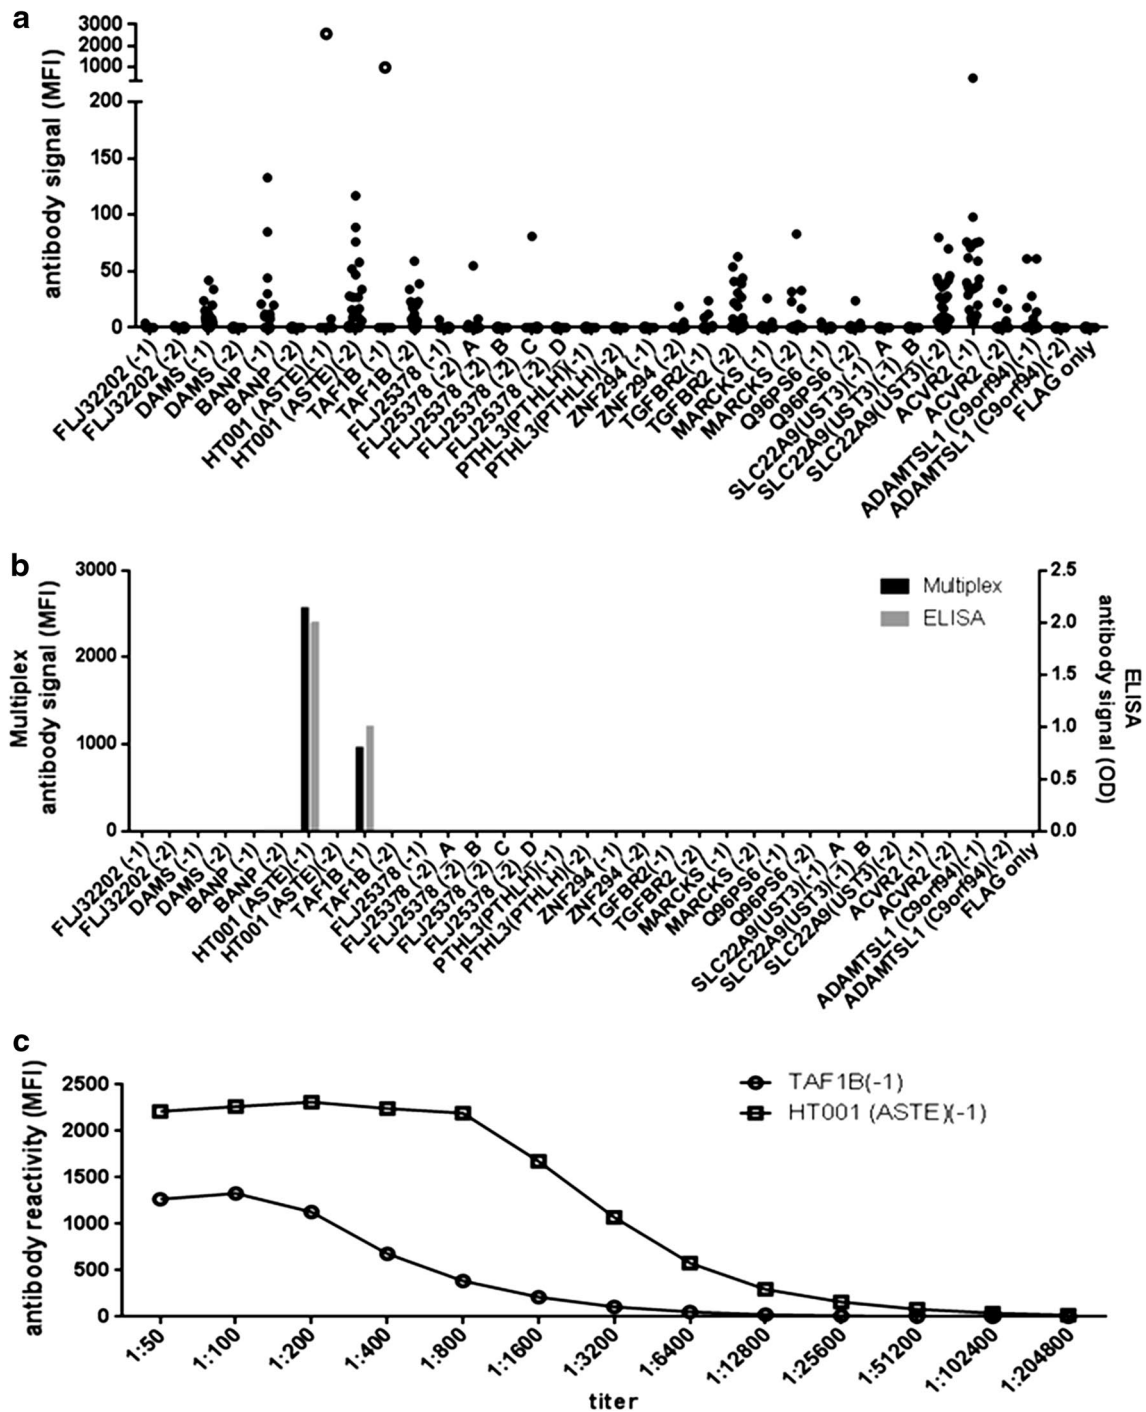 a
antibody signal (MFI)
3000
2000
1000
200
150
100
50
0
FLJ32202 (-1)
FLJ32202 (-2)
DAMS (-1)
DAMS (-2)
BANP (-1)
BANP (-2)
HT001 (ASTE)(-1)
HT001 (ASTE)(-2)
TAF1B (-1)
TAF1B (-2)
FLJ25378 (-1)
FLJ25378 (-2) A
FLJ25378 (-2) B
FLJ25378 (-2) C
FLJ25378 (-2) D
PTHL3(PTHLH)(-1)
PTHL3(PTHLH)(-2)
ZNF294 (-1)
ZNF294 (-2)
TGFBR2(-1)
TGFBR2 (-2)
MARCKS (-1)
MARCKS (-2)
Q96PS6 (-1)
Q96PS6 (-2)
SLC22A9(UST3)(-1) A
SLC22A9(UST3)(-1) B
SLC22A9(UST3)(-2)
ACVR2 (-1)
ACVR2 (-2)
ADAMTSL1 (C9orf94)(-1)
ADAMTSL1 (C9orf94)(-2)
FLAG only
b
Multiplex
antibody signal (MFI)
3000
2000
1000
0
Multiplex
ELISA
2.5
2.0
1.5
1.0
0.5
0.0
ELISA
antibody signal (OD)
FLJ32202 (-1)
FLJ32202 (-2)
DAMS (-1)
DAMS (-2)
BANP (-1)
BANP (-2)
HT001 (ASTE)(-1)
HT001 (ASTE)(-2)
TAF1B (-1)
TAF1B (-2)
FLJ25378 (-1)
FLJ25378 (-2) A
FLJ25378 (-2) B
FLJ25378 (-2) C
FLJ25378 (-2) D
PTHL3(PTHLH)(-1)
PTHL3(PTHLH)(-2)
ZNF294 (-1)
ZNF294 (-2)
TGFBR2(-1)
TGFBR2 (-2)
MARCKS (-1)
MARCKS (-2)
Q96PS6 (-1)
Q96PS6 (-2)
SLC22A9(UST3)(-1) A
SLC22A9(UST3)(-1) B
SLC22A9(UST3)(-2)
ACVR2 (-1)
ACVR2 (-2)
ADAMTSL1 (C9orf94)(-1)
ADAMTSL1 (C9orf94)(-2)
FLAG only
c
antibody reactivity (MFI)
2500
2000
1500
1000
500
0
TAF1B(-1)
HT001 (ASTE)(-1)
1:50
1:100
1:200
1:400
1:800
1:1600
1:3200
1:6400
1:12800
1:25600
1:51200
1:102400
1:204800
titer